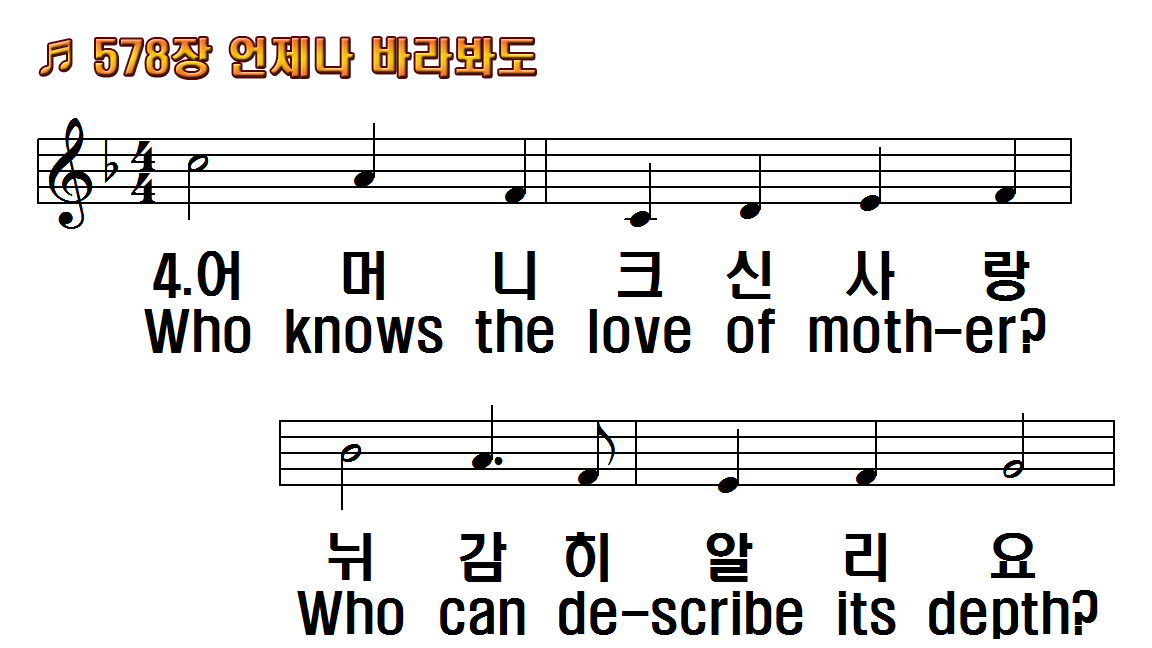 578장 언제나 바라봐도
4.어 머 니 크 신 사 랑
Who knows the love of moth-er?
뉘 감 히 알 리 요
Who can de-scribe its depth?